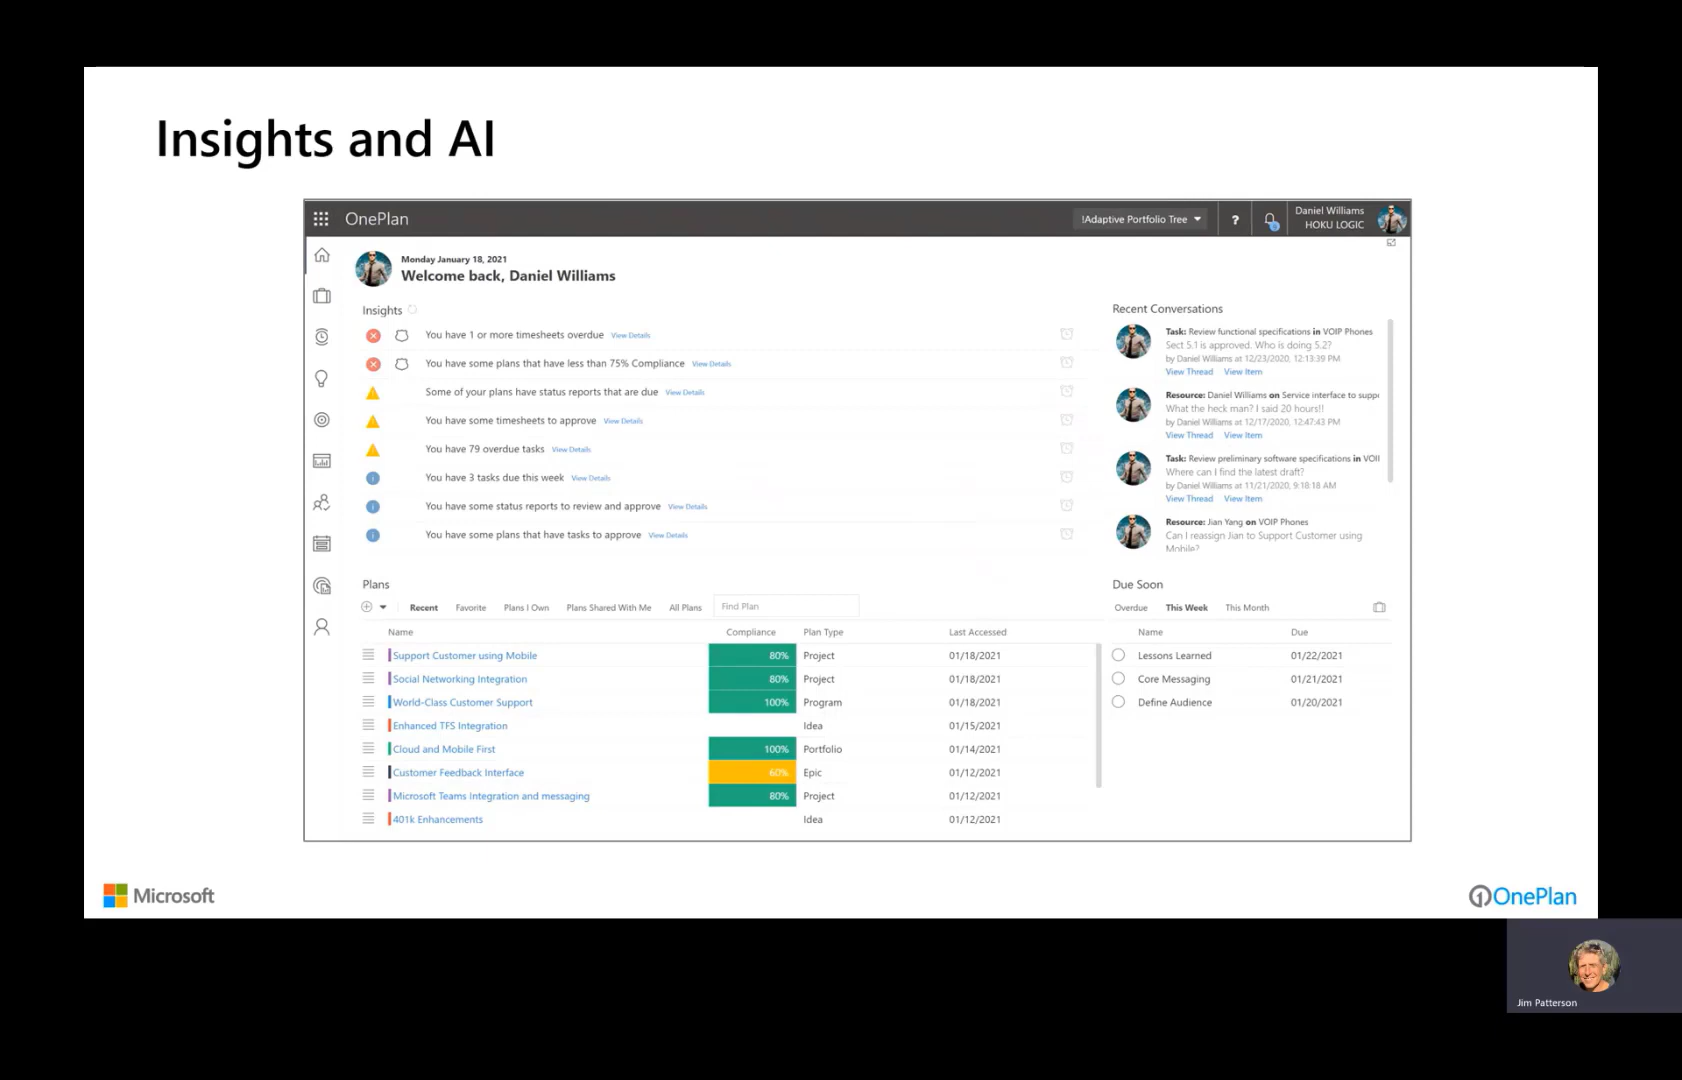 Insights and AI
OnePlan
!Adaptive Portfolio Tree
?
Daniel Williams
HOKU LOGIC
Monday January 18, 2021
Welcome back, Daniel Williams
Insights
You have 1 or more timesheets overdue View Details
You have some plans that have less than 75% Compliance View Details
Some of your plans have status reports that are due View Details
You have some timesheets to approve View Details
You have 79 overdue tasks View Details
You have 3 tasks due this week View Details
You have some status reports to review and approve View Details
You have some plans that have tasks to approve View Details
Recent Conversations
Task: Review functional specifications in VOIP Phones
Sect 5.1 is approved. Who is doing 5.2?
by Daniel Williams at 12/23/2020, 12:13:39 PM
View Thread View Item
Resource: Daniel Williams on Service interface to suppo
What the heck man? I said 20 hours!!
by Daniel Williams at 12/17/2020, 12:47:43 PM
View Thread View Item
Task: Review preliminary software specifications in VOII
Where can I find the latest draft?
by Daniel Williams at 11/21/2020, 9:18:18 AM
View Thread View Item
Resource: Jian Yang on VOIP Phones
Can I reassign Jian to Support Customer using
Mobile?
Plans
Recent Favorite Plans I Own Plans Shared With Me All Plans Find Plan
Name Compliance Plan Type Last Accessed
Support Customer using Mobile 80% Project 01/18/2021
Social Networking Integration 80% Project 01/18/2021
World-Class Customer Support 100% Program 01/18/2021
Enhanced TFS Integration Idea 01/15/2021
Cloud and Mobile First 100% Portfolio 01/14/2021
Customer Feedback Interface 60% Epic 01/12/2021
Microsoft Teams Integration and messaging 80% Project 01/12/2021
401k Enhancements Idea 01/12/2021
Due Soon
Overdue This Week This Month
Name Due
Lessons Learned 01/22/2021
Core Messaging 01/21/2021
Define Audience 01/20/2021
Microsoft
OnePlan
Jim Patterson